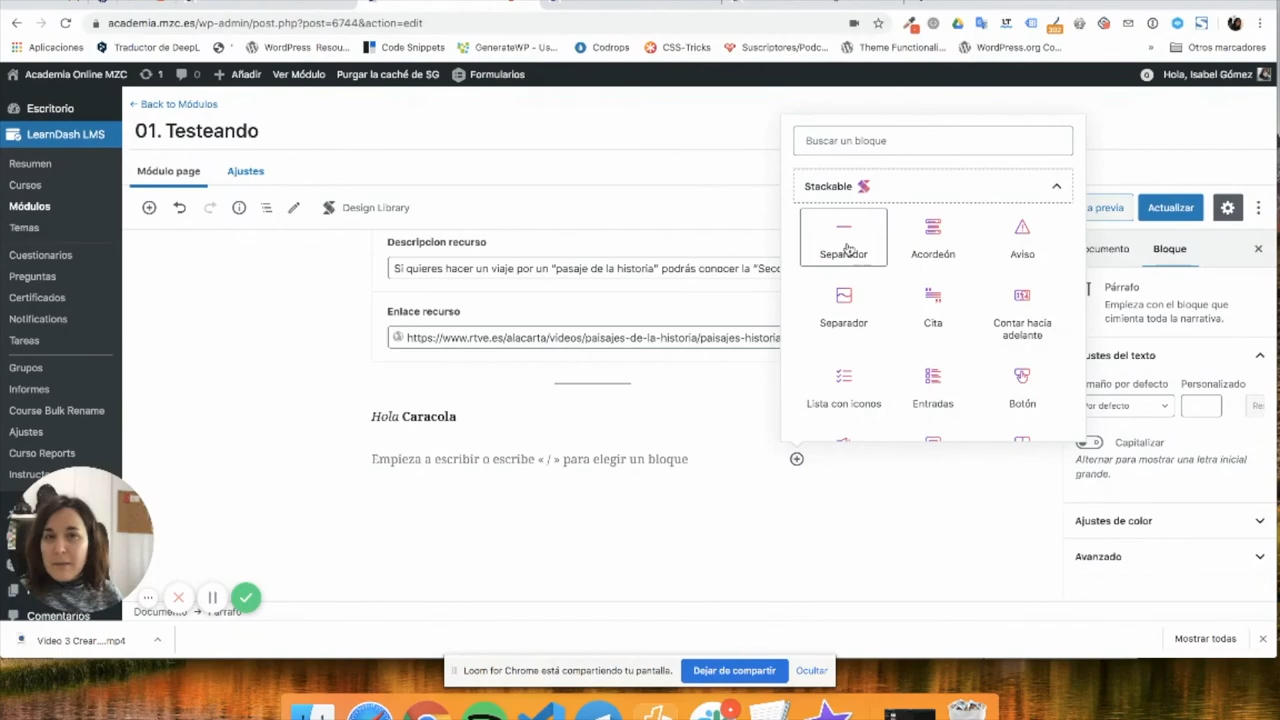 academia.mzc.es/wp-admin/post.php?post=6744&action=edit
Aplicaciones
Traductor de DeepL
WordPress Resou...
Code Snippets
GenerateWP - Us...
Codrops
CSS-Tricks
Suscriptores/Podc...
Theme Functionali...
WordPress.org Co...
»
Otros marcadores
Academia Online MZC
1
0
Añadir
Ver Módulo
Purgar la caché de SG
Formularios
Hola, Isabel Gómez
Escritorio
LearnDash LMS
Resumen
Cursos
Módulos
Temas
Cuestionarios
Preguntas
Certificados
Notifications
Tareas
Grupos
Informes
Course Bulk Rename
Ajustes
Curso Reports
Comentarios
← Back to Módulos
01. Testeando
Módulo page
Ajustes
Design Library
Descripcion recurso
Si quieres hacer un viaje por un "pasaje de la historia" podrás conocer la "Sec
Enlace recurso
https://www.rtve.es/alacarta/videos/paisajes-de-la-historia/paisajes-historia
Hola Caracola
Empieza a escribir o escribe « / » para elegir un bloque
Buscar un bloque
Stackable
Separador
Acordeón
Aviso
Separador
Cita
Contar hacia
adelante
Lista con iconos
Entradas
Botón
a previa
Actualizar
ocumento
Bloque
Párrafo
Empieza con el bloque que
cimienta toda la narrativa.
justes del texto
maño por defecto
Personalizado
or defecto
Re
Capitalizar
Alternar para mostrar una letra inicial
grande.
Ajustes de color
Avanzado
Documento → Párrafo
Video 3 Crear....mp4
Mostrar todas
Loom for Chrome está compartiendo tu pantalla.
Dejar de compartir
Ocultar